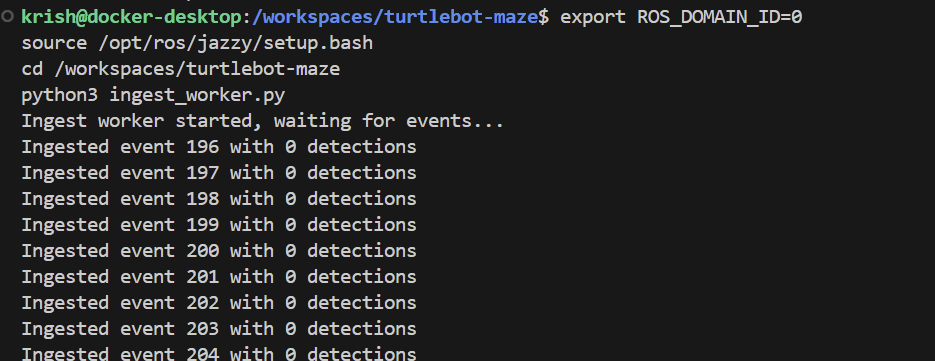 krish@docker-desktop:/workspaces/turtlebot-maze$ export ROS_DOMAIN_ID=0
source /opt/ros/jazzy/setup.bash
cd /workspaces/turtlebot-maze
python3 ingest_worker.py
Ingest worker started, waiting for events...
Ingested event 196 with 0 detections
Ingested event 197 with 0 detections
Ingested event 198 with 0 detections
Ingested event 199 with 0 detections
Ingested event 200 with 0 detections
Ingested event 201 with 0 detections
Ingested event 202 with 0 detections
Ingested event 203 with 0 detections
Ingested event 204 with 0 detections